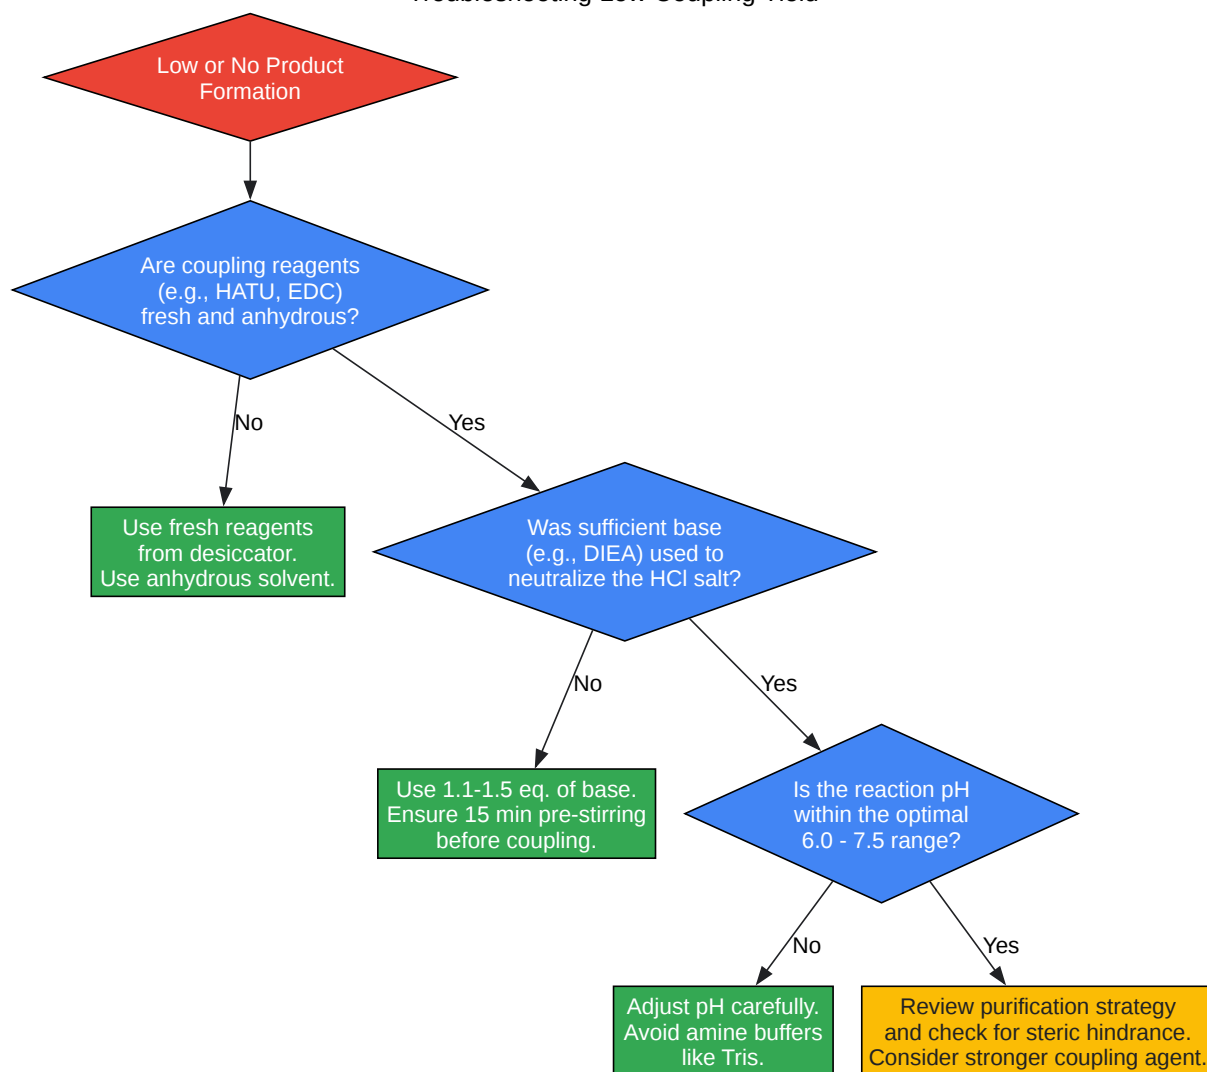 Troubleshooting Low Coupling Yield
Low or No Product
Formation
Are coupling reagents
(e.g., HATU, EDC)
fresh and anhydrous?
No
Yes
Use fresh reagents
from desiccator.
Use anhydrous solvent.
Was sufficient base
(e.g., DIEA) used to
neutralize the HCl salt?
No
Yes
Use 1.1-1.5 eq. of base.
Ensure 15 min pre-stirring
before coupling.
Is the reaction pH
within the optimal
6.0 - 7.5 range?
No
Yes
Adjust pH carefully.
Avoid amine buffers
like Tris.
Review purification strategy
and check for steric hindrance.
Consider stronger coupling agent.